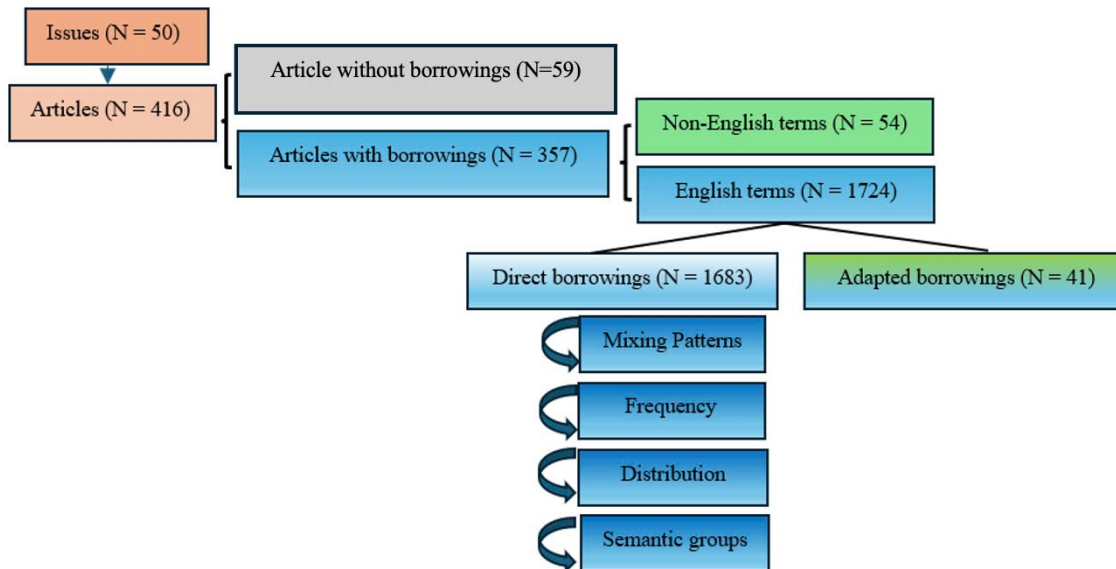 Issues (N = 50)
Articles (N = 416)
Article without borrowings (N=59)
Articles with borrowings (N = 357)
Non-English terms (N = 54)
English terms (N = 1724)
Direct borrowings (N = 1683)
Adapted borrowings (N = 41)
Mixing Patterns
Frequency
Distribution
Semantic groups